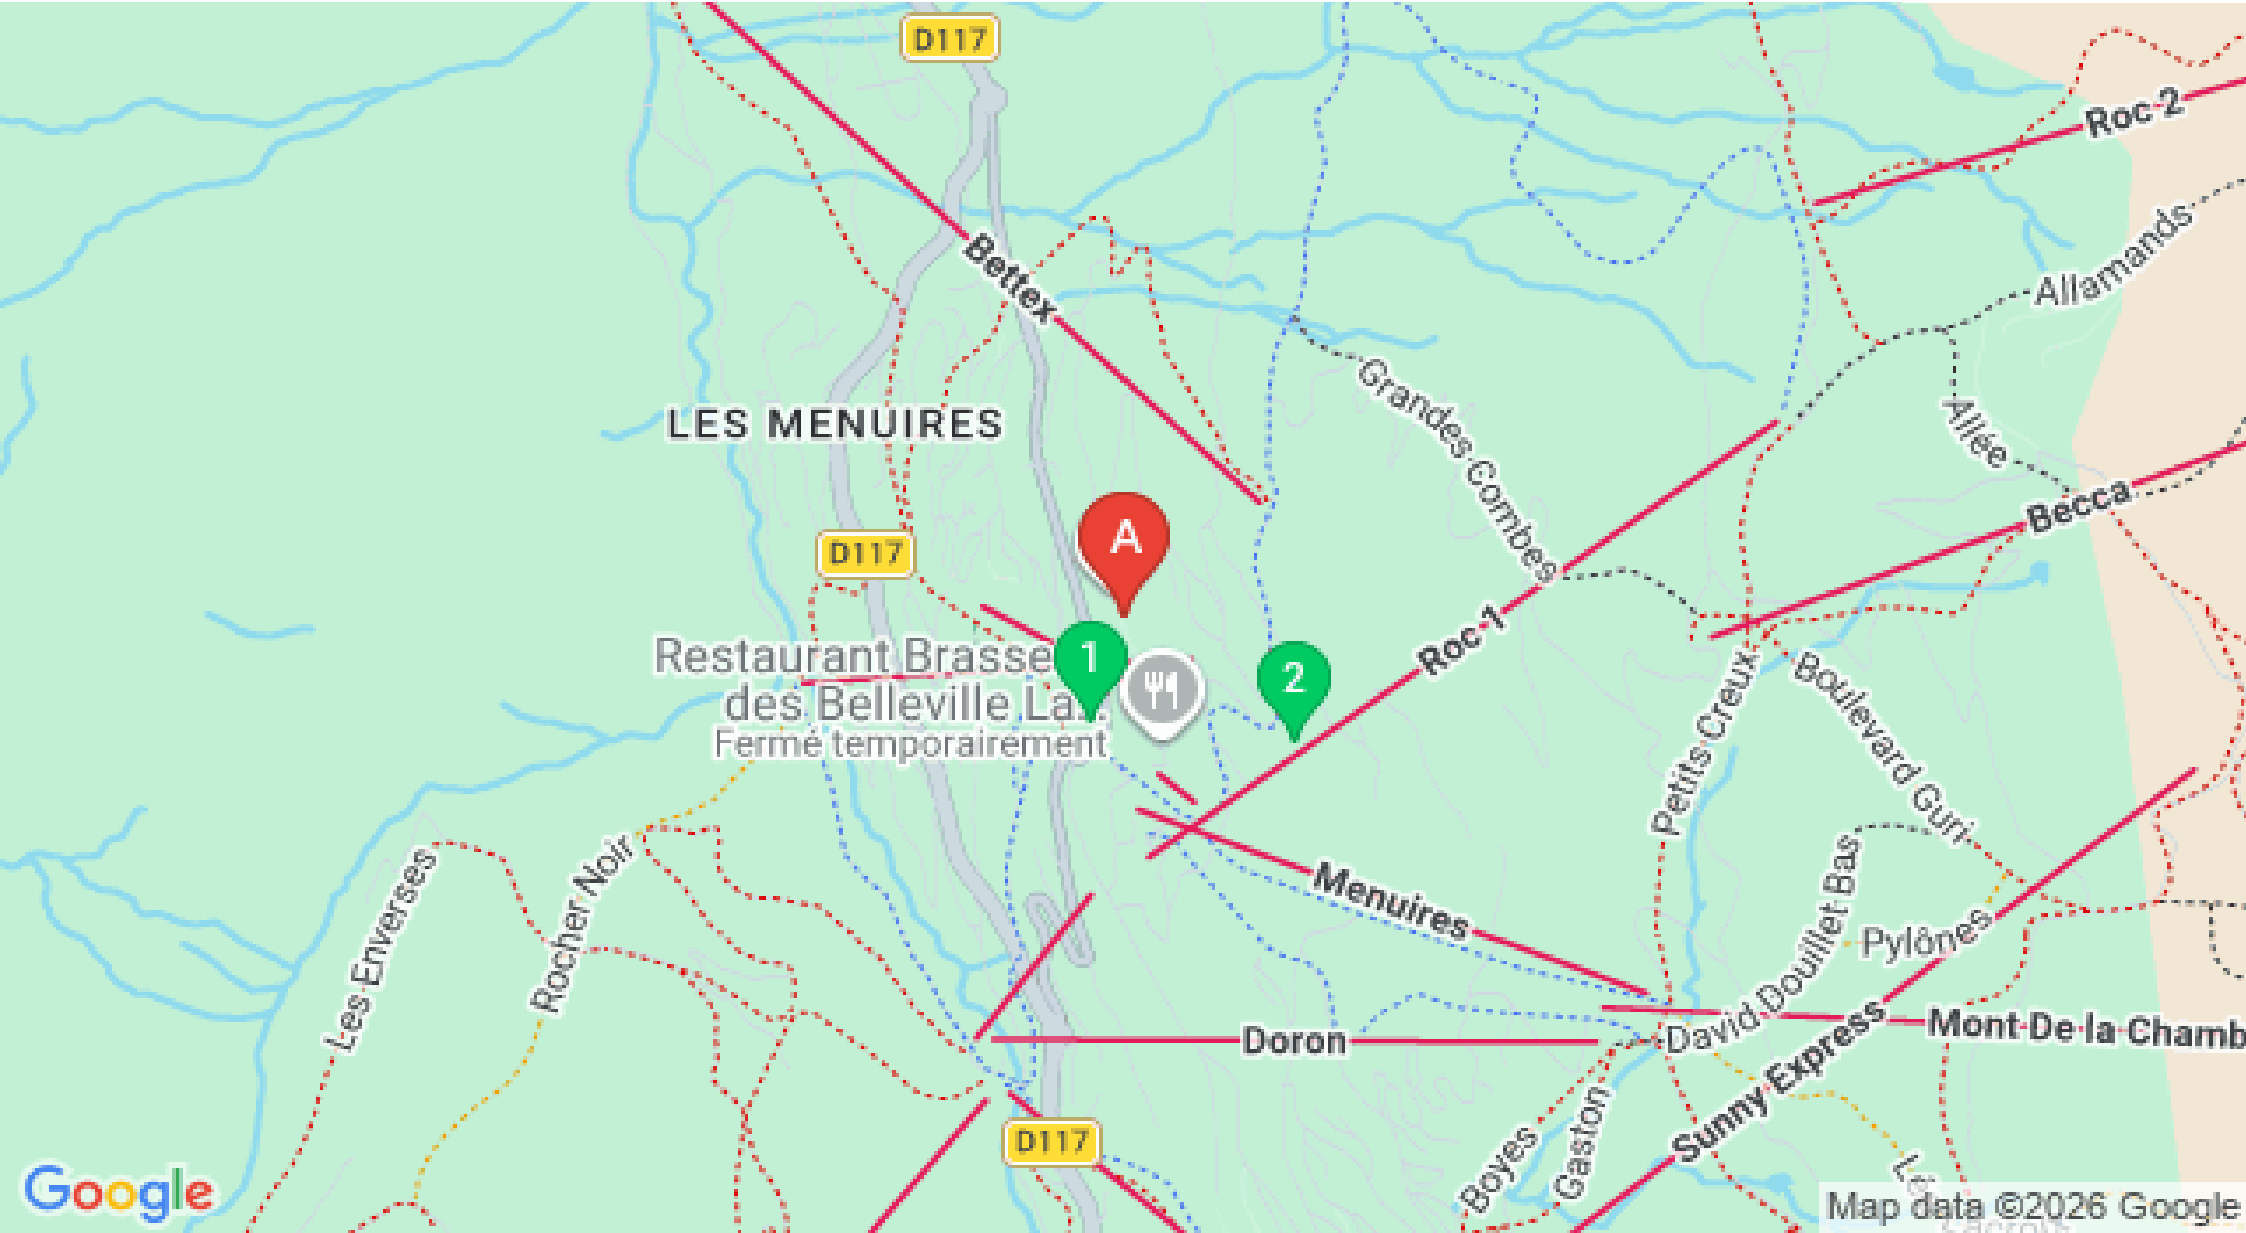 D117
Roc 2
Bettex
Allamands
Grandes Combes
Allée
LES MENUIRES
A
Becca
D117
Roc 1
Restaurant Brasse
des Belleville La...
Fermé temporairement
1
2
Petits Creux
Boulevard Guri
Les Enverses
Rocher Noir
Menuires
David Douillet Bas
Pylônes
Doron
Mont De la Chamb
Sunny Express
D117
Boyes
Gaston
Google
Map data ©2026 Google